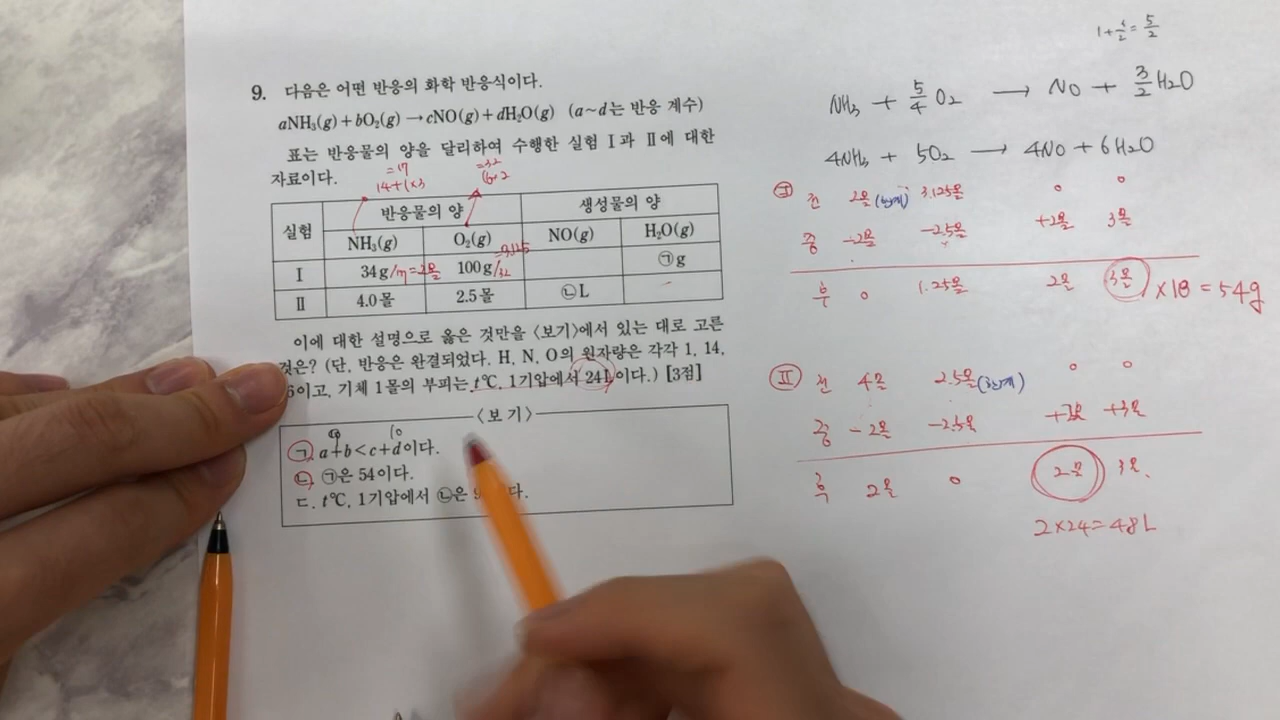 9. 다음은 어떤 반응의 화학 반응식이다.
aNH₃(g)+bO₂(g)→cNO(g)+dH₂O(g) (a~d는 반응 계수)
표는 반응물의 양을 달리하여 수행한 실험 Ⅰ과 Ⅱ에 대한
자료이다.
=17
14+1×3
=32
16×2
실험 반응물의 양 생성물의 양
NH₃(g) O₂(g) NO(g) H₂O(g)
Ⅰ 34g/17=2몰 100g/32 ㉠g
=3.125
Ⅱ 4.0몰 2.5몰 ㉡L
이에 대한 설명으로 옳은 것만을 〈보기〉에서 있는 대로 고른
것은? (단, 반응은 완결되었다. H, N, O의 원자량은 각각 1, 14,
6이고, 기체 1몰의 부피는 t℃, 1기압에서 24L이다.) [3점]
〈보기〉
10
ㄱ. a+b<c+d이다.
ㄴ. ㉠은 54이다.
ㄷ. t℃, 1기압에서 ㉡은 9 다.
1+3/2=5/2
NH₃ + 5/4 O₂ → NO + 3/2 H₂O
4NH₃ + 5O₂ → 4NO + 6H₂O
Ⅰ 전 2몰(한계) 3.125몰 0 0
중 -2몰 -2.5몰 +2몰 3몰
후 0 1.25몰 2몰 3몰 ×18=54g
Ⅱ 전 4몰 2.5몰(한계) 0 0
중 -2몰 -2.5몰 +2몰 +3몰
후 2몰 0 2몰 3몰
2×24=48L